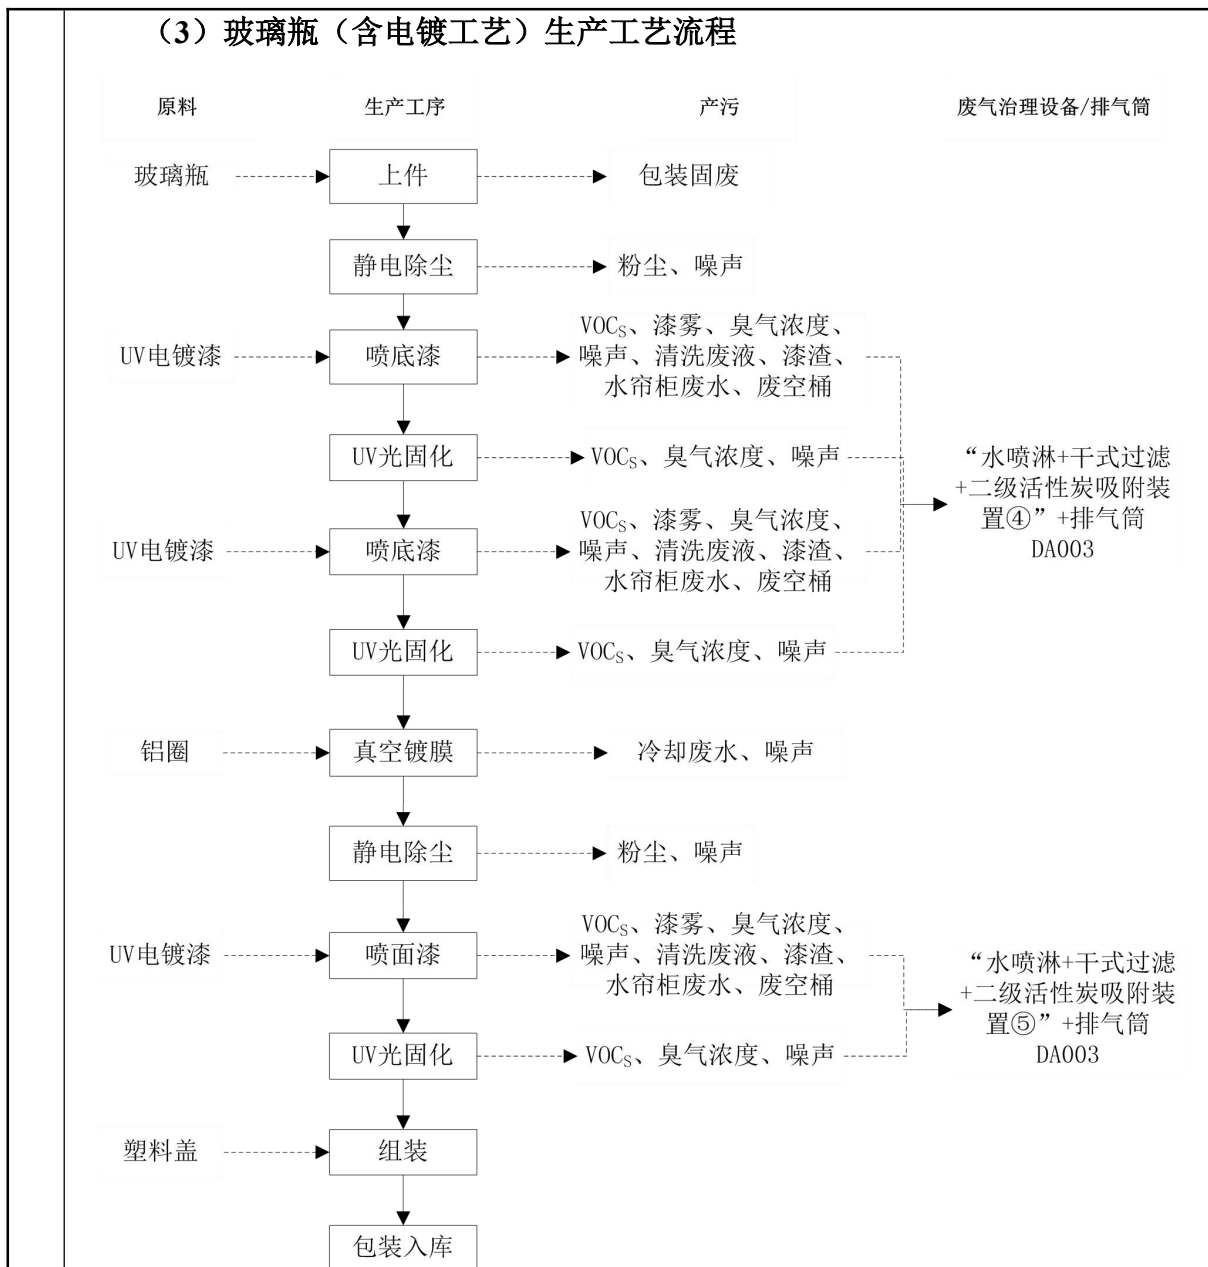 （3）玻璃瓶（含电镀工艺）生产工艺流程
原料
生产工序
产污
废气治理设备/排气筒
玻璃瓶
上件
包装固废
静电除尘
粉尘、噪声
UV电镀漆
喷底漆
VOCS、漆雾、臭气浓度、
噪声、清洗废液、漆渣、
水帘柜废水、废空桶
UV光固化
VOCS、臭气浓度、噪声
UV电镀漆
喷底漆
VOCS、漆雾、臭气浓度、
噪声、清洗废液、漆渣、
水帘柜废水、废空桶
UV光固化
VOCS、臭气浓度、噪声
“水喷淋+干式过滤
+二级活性炭吸附装
置④”+排气筒
DA003
铝圈
真空镀膜
冷却废水、噪声
静电除尘
粉尘、噪声
UV电镀漆
喷面漆
VOCS、漆雾、臭气浓度、
噪声、清洗废液、漆渣、
水帘柜废水、废空桶
UV光固化
VOCS、臭气浓度、噪声
“水喷淋+干式过滤
+二级活性炭吸附装
置⑤”+排气筒
DA003
塑料盖
组装
包装入库